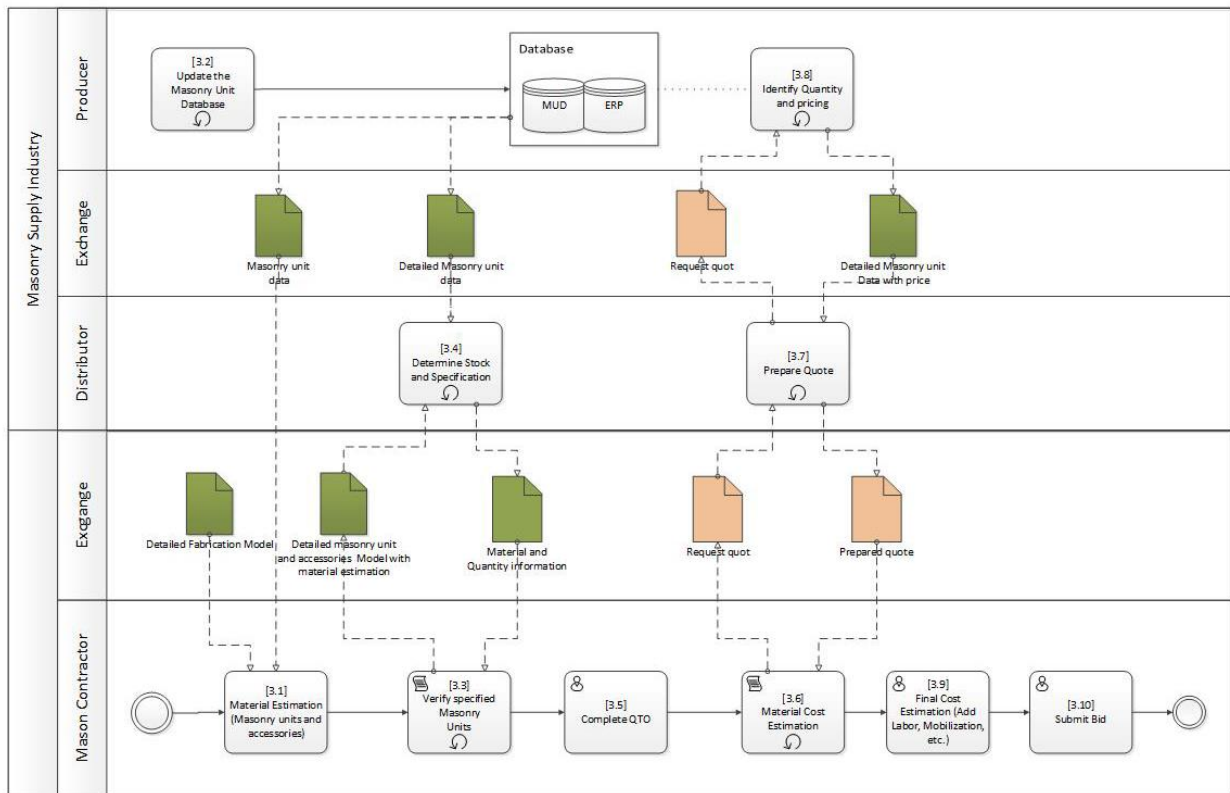 Masonry Supply Industry
Producer
[3.2]
Update the
Masonry Unit
Database
Database
MUD
ERP
[3.8]
Identify Quantity
and pricing
Exchange
Masonry unit
data
Detailed Masonry unit
data
Request quot
Detailed Masonry unit
Data with price
Distributor
[3.4]
Determine Stock
and Specification
[3.7]
Prepare Quote
Exqgange
Detailed Fabrication Model
Detailed masonry unit
and accessories Model with
material estimation
Material and
Quantity information
Request quot
Prepared quote
Mason Contractor
[3.1]
Material Estimation
(Masonry units and
accessories)
[3.3]
Verify specified
Masonry
Units
[3.5]
Complete QTO
[3.6]
Material Cost
Estimation
[3.9]
Final Cost
Estimation (Add
Labor, Mobilization,
etc.)
[3.10]
Submit Bid